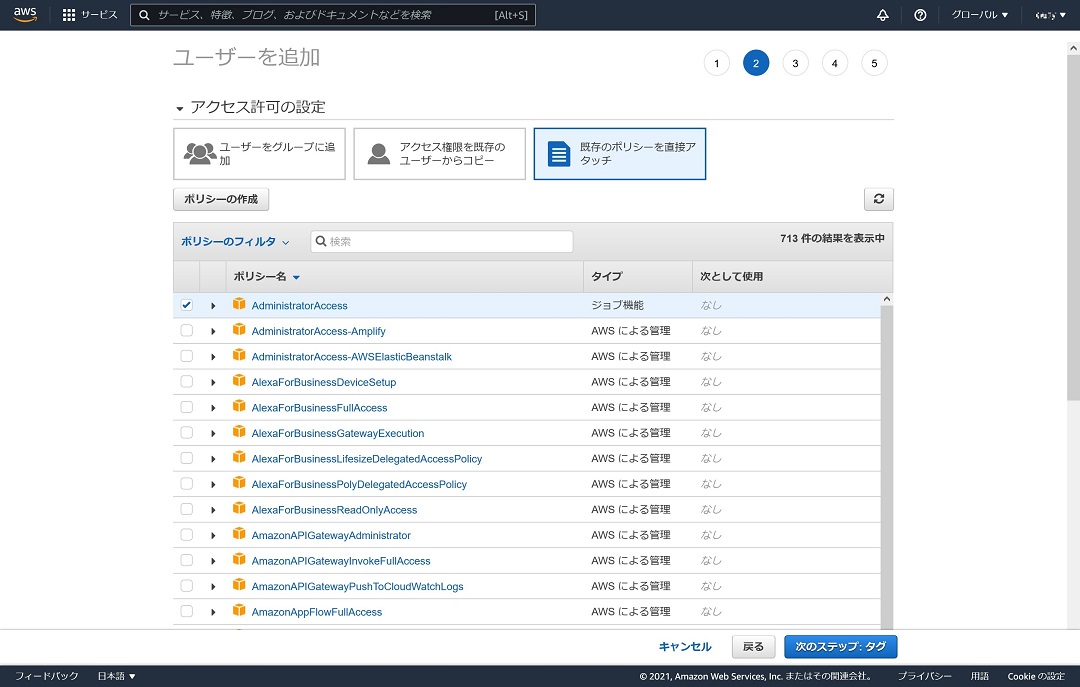 aws
サービス
サービス、特徴、ブログ、およびドキュメントなどを検索
[Alt+S]
グローバル
ユーザーを追加
1
2
3
4
5
アクセス許可の設定
ユーザーをグループに追
加
アクセス権限を既存の
ユーザーからコピー
既存のポリシーを直接ア
タッチ
ポリシーの作成
ポリシーのフィルタ
検索
713 件の結果を表示中
ポリシー名 タイプ 次として使用
AdministratorAccess ジョブ機能 なし
AdministratorAccess-Amplify AWS による管理 なし
AdministratorAccess-AWSElasticBeanstalk AWS による管理 なし
AlexaForBusinessDeviceSetup AWS による管理 なし
AlexaForBusinessFullAccess AWS による管理 なし
AlexaForBusinessGatewayExecution AWS による管理 なし
AlexaForBusinessLifesizeDelegatedAccessPolicy AWS による管理 なし
AlexaForBusinessPolyDelegatedAccessPolicy AWS による管理 なし
AlexaForBusinessReadOnlyAccess AWS による管理 なし
AmazonAPIGatewayAdministrator AWS による管理 なし
AmazonAPIGatewayInvokeFullAccess AWS による管理 なし
AmazonAPIGatewayPushToCloudWatchLogs AWS による管理 なし
AmazonAppFlowFullAccess AWS による管理 なし
キャンセル
戻る
次のステップ: タグ
フィードバック
日本語
© 2021, Amazon Web Services, Inc. またはその関連会社。
プライバシー
用語
Cookie の設定